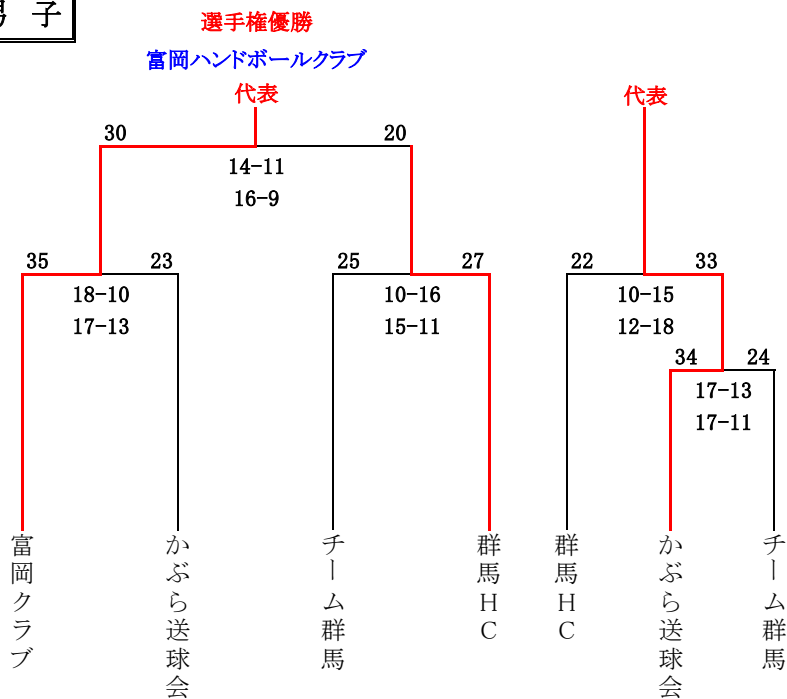 男 子
選手権優勝
富岡ハンドボールクラブ
代表
代表
30
20
14-11
16-9
35
23
25
27
22
33
18-10
17-13
10-16
15-11
10-15
12-18
34
24
17-13
17-11
富岡クラブ
かぶら送球会
チーム群馬
群馬HC
群馬HC
かぶら送球会
チーム群馬